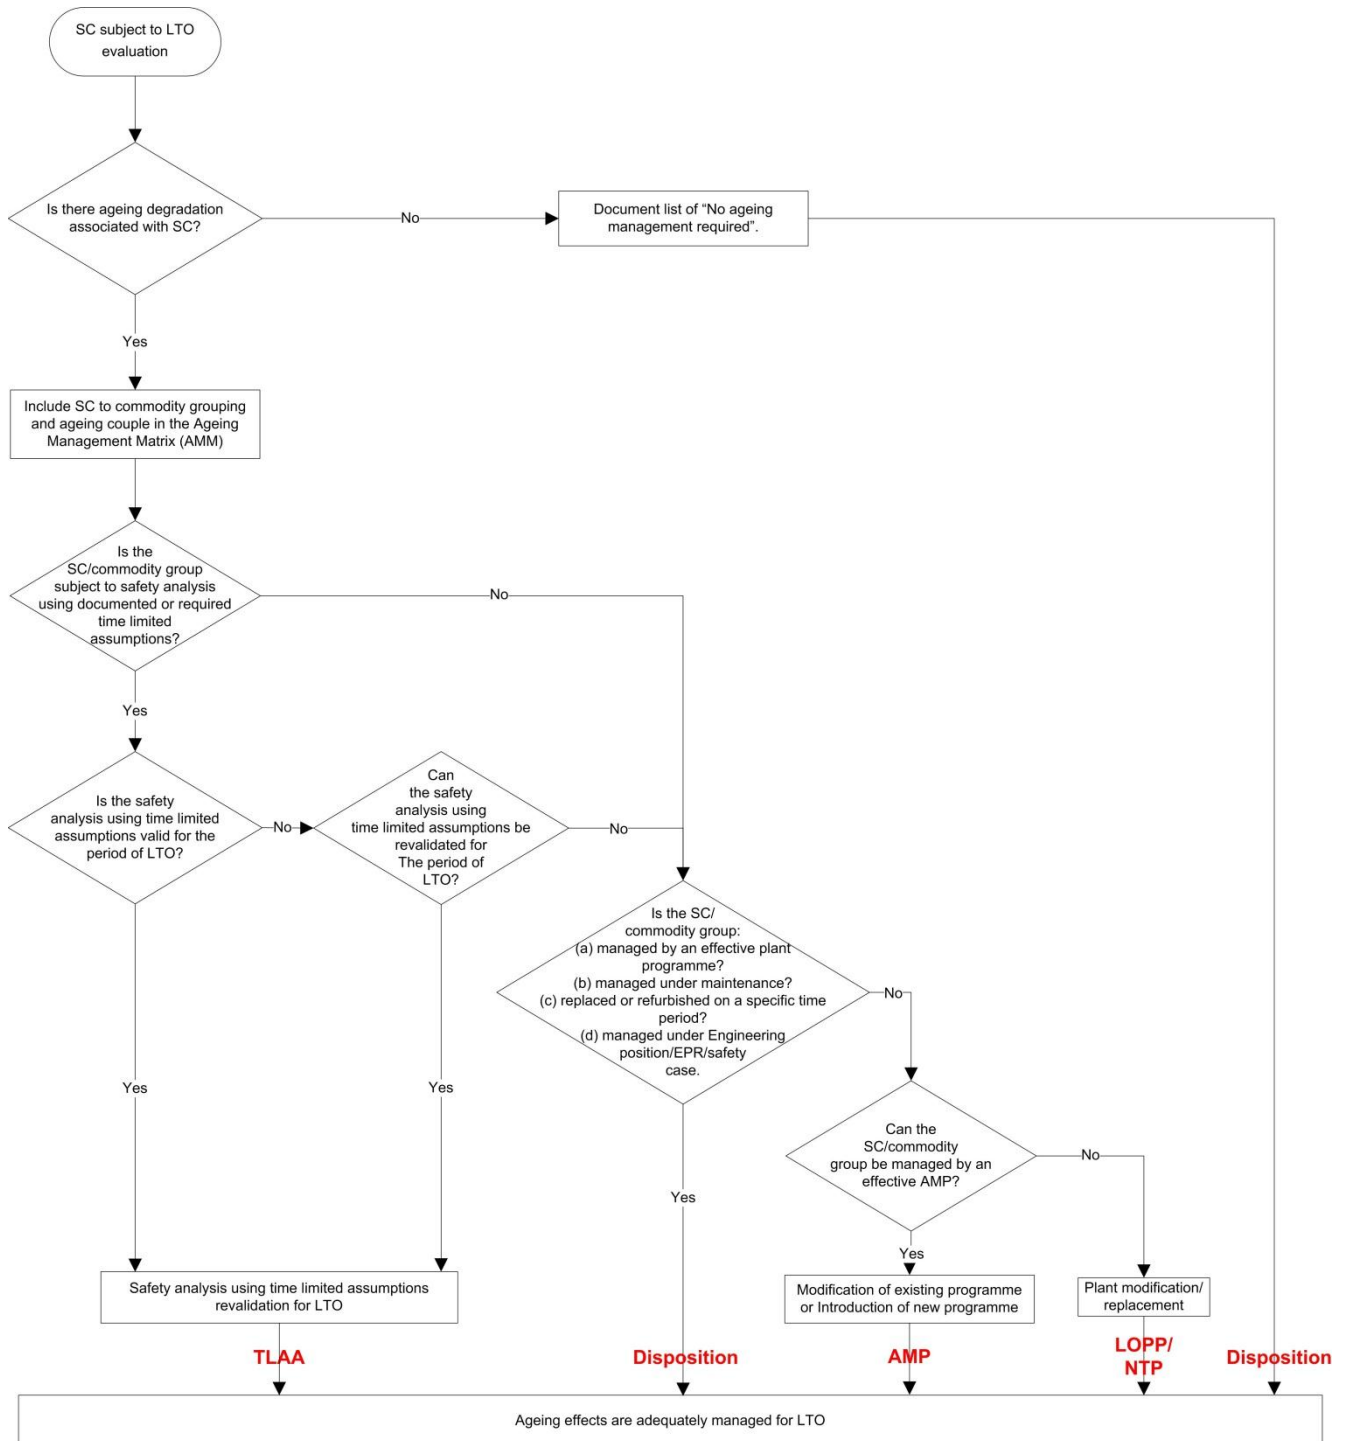 SC subject to LTO
evaluation
Is there ageing degradation
associated with SC?
No
Document list of “No ageing
management required”.
Yes
Include SC to commodity grouping
and ageing couple in the Ageing
Management Matrix (AMM)
Is the
SC/commodity group
subject to safety analysis
using documented or required
time limited
assumptions?
No
Yes
Is the safety
analysis using time limited
assumptions valid for the
period of LTO?
No
Can
the safety
analysis using
time limited assumptions be
revalidated for
The period of
LTO?
No
Is the SC/
commodity group:
(a) managed by an effective plant
programme?
(b) managed under maintenance?
(c) replaced or refurbished on a specific time
period?
(d) managed under Engineering
position/EPR/safety
case.
No
Yes
Yes
Can the
SC/commodity
group be managed by an
effective AMP?
No
Yes
Yes
Safety analysis using time limited assumptions
revalidation for LTO
Modification of existing programme
or Introduction of new programme
Plant modification/
replacement
TLAA
Disposition
AMP
LOPP/
NTP
Disposition
Ageing effects are adequately managed for LTO